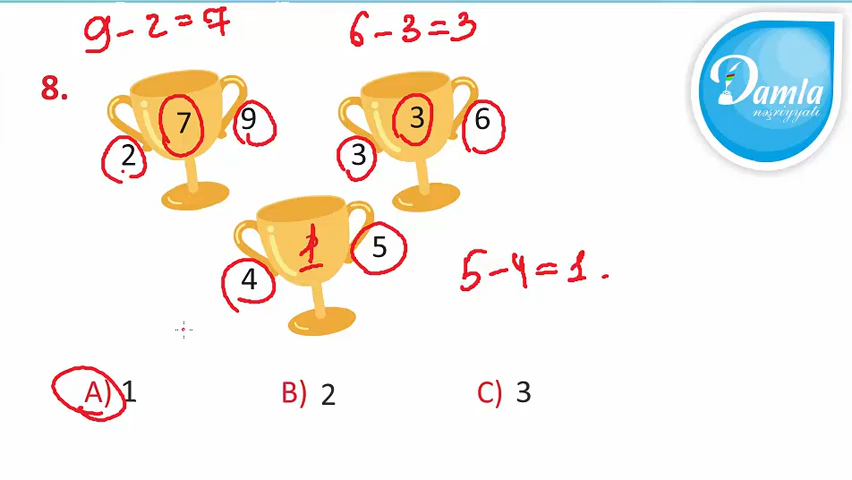 9-2=7
6-3=3
8.
7
9
2
3
6
3
1
5
4
5-4=1.
Damla
nəşriyyatı
A) 1
B) 2
C) 3